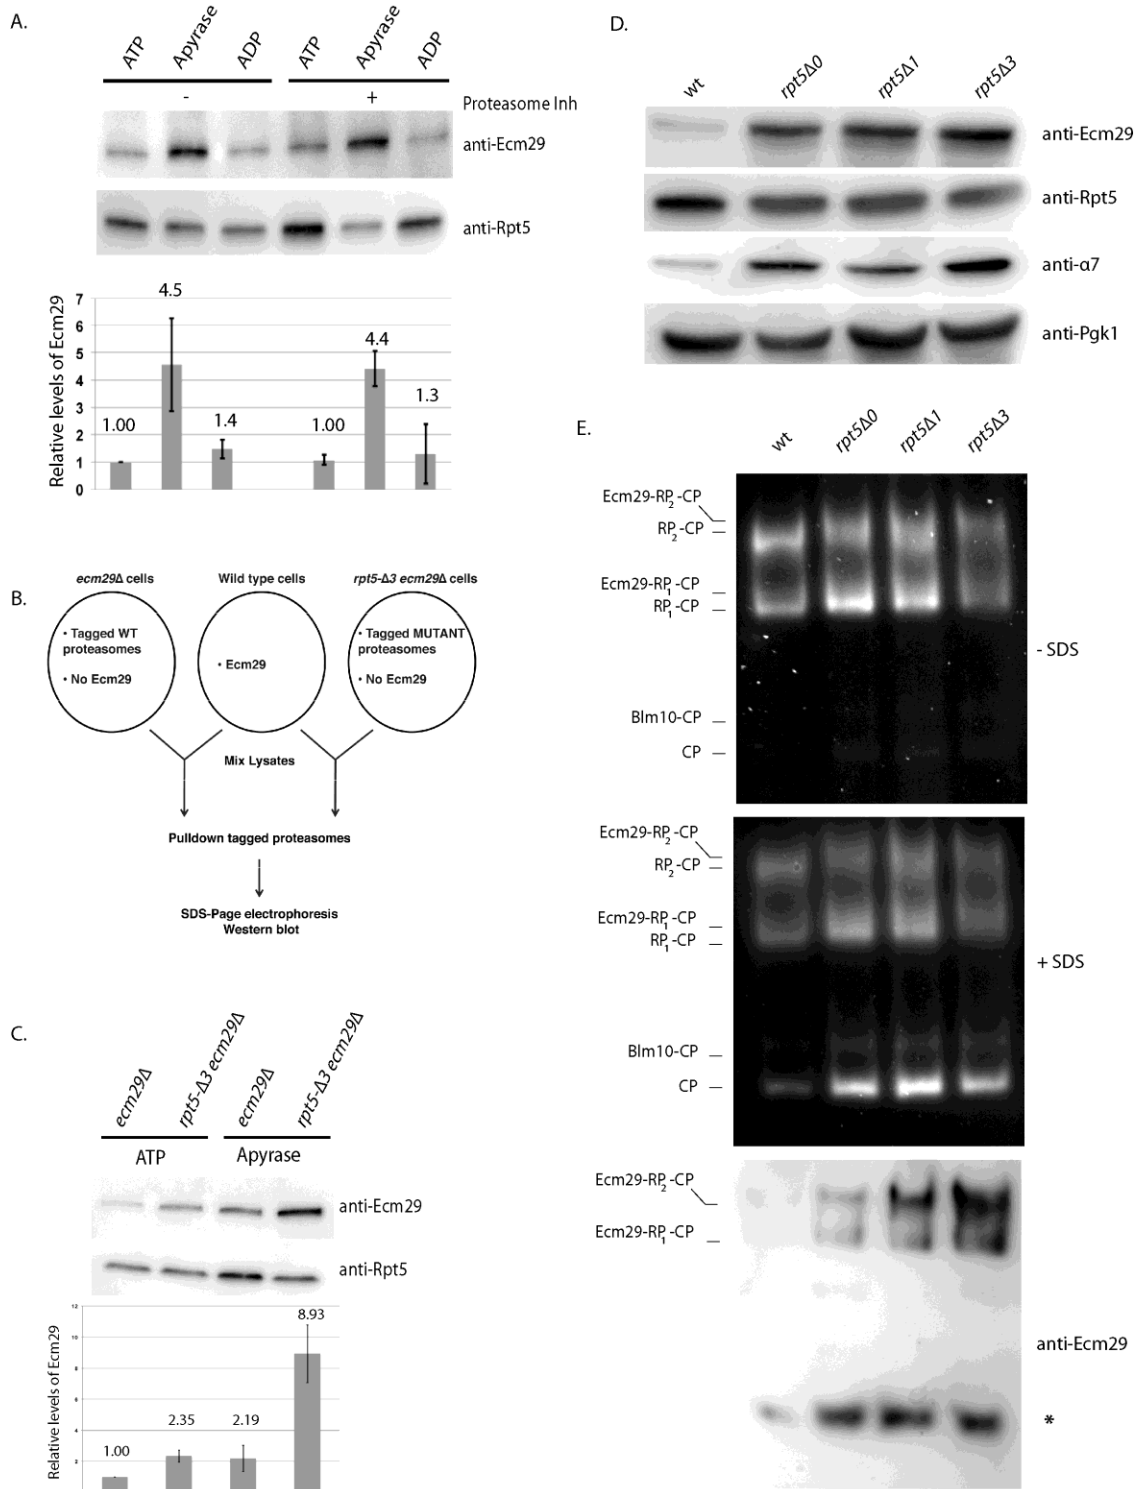 A.
ATP Apyrase ADP ATP Apyrase ADP
- + Proteasome Inh
anti-Ecm29
anti-Rpt5
Relative levels of Ecm29
7
6
5
4
3
2
1
0
1.00 4.5 1.4 1.00 4.4 1.3
B.
ecm29Δ cells
• Tagged WT proteasomes
• No Ecm29
Wild type cells
• Ecm29
rpt5-Δ3 ecm29Δ cells
• Tagged MUTANT proteasomes
• No Ecm29
Mix Lysates
Pulldown tagged proteasomes
SDS-Page electrophoresis
Western blot
C.
ecm29Δ rpt5-Δ3 ecm29Δ ecm29Δ rpt5-Δ3 ecm29Δ
ATP Apyrase
anti-Ecm29
anti-Rpt5
Relative levels of Ecm29
12
10
8
6
4
2
1.00 2.35 2.19 8.93
D.
wt rpt5Δ0 rpt5Δ1 rpt5Δ3
anti-Ecm29
anti-Rpt5
anti-α7
anti-Pgk1
E.
wt rpt5Δ0 rpt5Δ1 rpt5Δ3
Ecm29-RP2-CP
RP2-CP
Ecm29-RP1-CP
RP1-CP
Blm10-CP
CP
- SDS
Ecm29-RP2-CP
RP2-CP
Ecm29-RP1-CP
RP1-CP
Blm10-CP
CP
+ SDS
Ecm29-RP2-CP
Ecm29-RP1-CP
anti-Ecm29
*